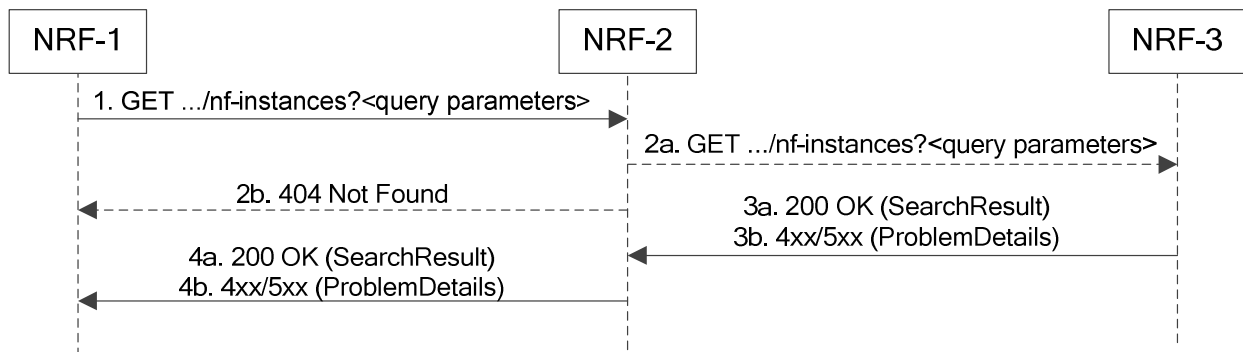 NRF-1
NRF-2
NRF-3
1. GET .../nf-instances?<query parameters>
2a. GET .../nf-instances?<query parameters>
2b. 404 Not Found
3a. 200 OK (SearchResult)
3b. 4xx/5xx (ProblemDetails)
4a. 200 OK (SearchResult)
4b. 4xx/5xx (ProblemDetails)